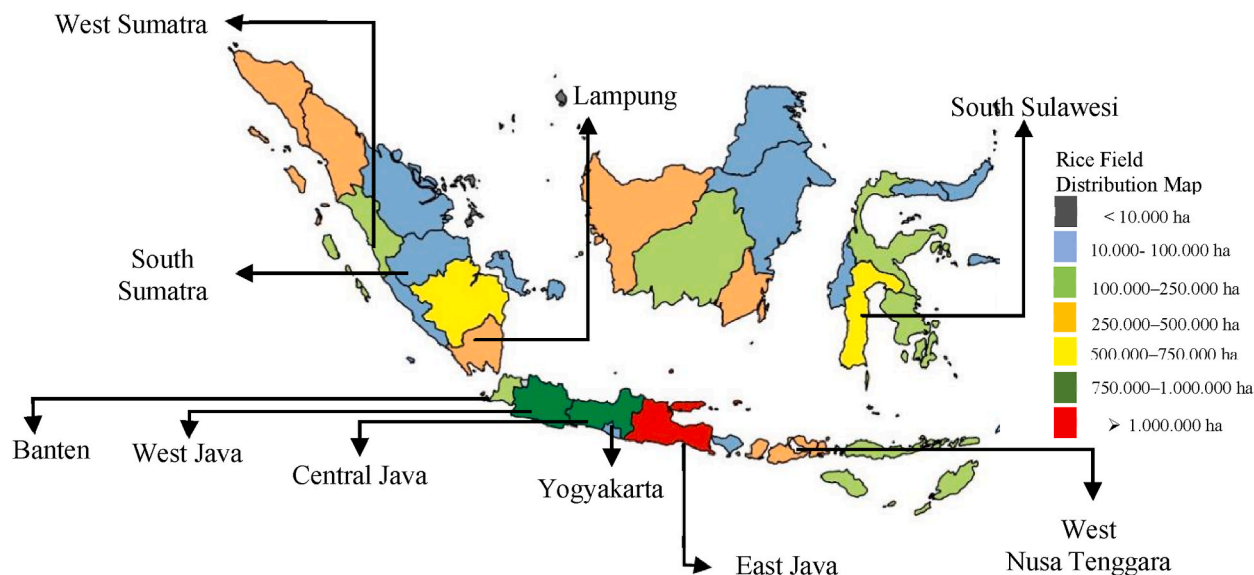 West Sumatra
Lampung
South Sulawesi
South
Sumatra
Banten
West Java
Central Java
Yogyakarta
East Java
West
Nusa Tenggara
Rice Field
Distribution Map
< 10.000 ha
10.000- 100.000 ha
100.000–250.000 ha
250.000–500.000 ha
500.000–750.000 ha
750.000–1.000.000 ha
➢ 1.000.000 ha